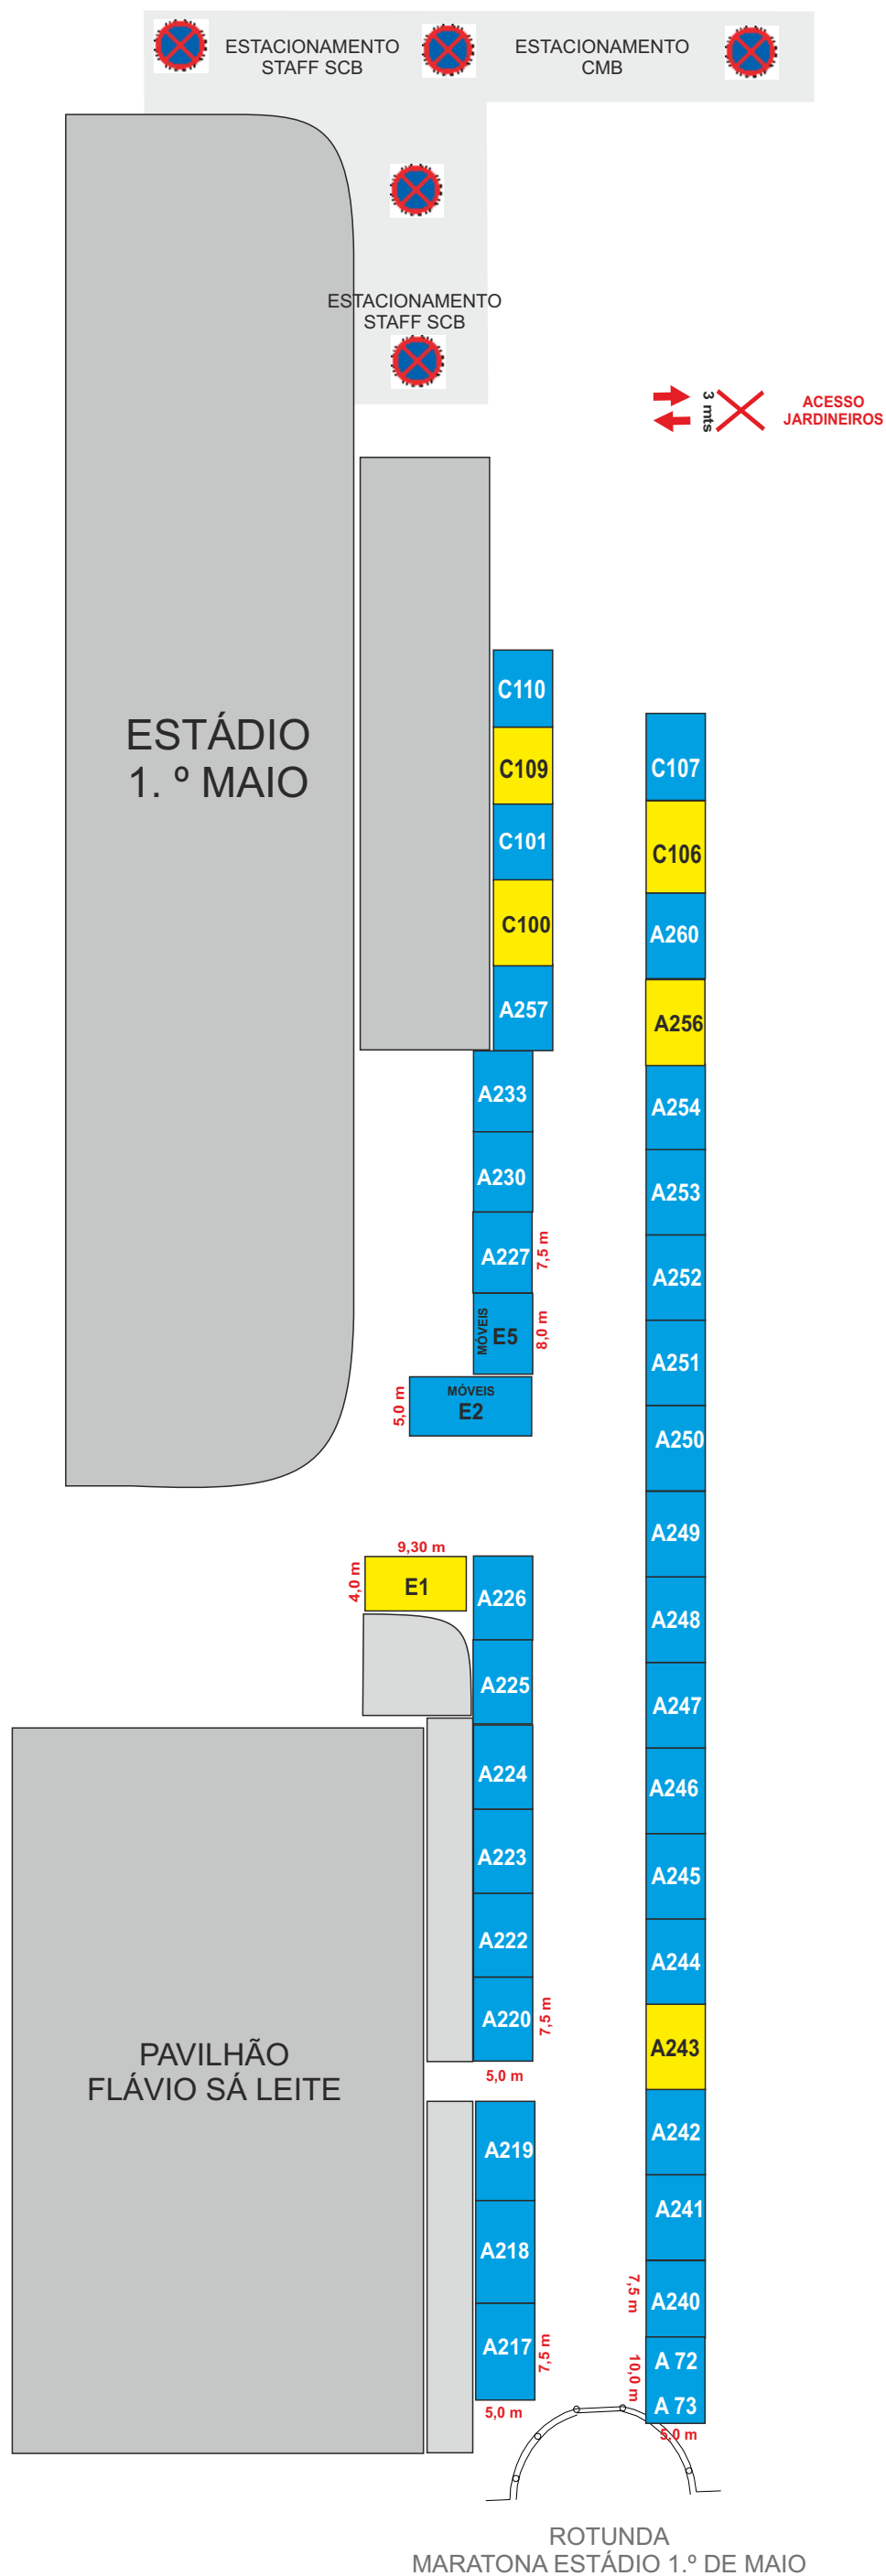 ESTACIONAMENTO
STAFF SCB
ESTACIONAMENTO
CMB
ESTACIONAMENTO
STAFF SCB
3 mts
ACESSO
JARDINEIROS
ESTÁDIO
1. º MAIO
C110
C109
C101
C100
A257
A233
A230
A227
7,5 m
MÓVEIS
E5
8,0 m
MÓVEIS
E2
5,0 m
C107
C106
A260
A256
A254
A253
A252
A251
A250
A249
A248
A247
A246
A245
A244
A243
A242
A241
A240
7,5 m
A 72
A 73
10,0 m
5,0 m
9,30 m
4,0 m
E1
A226
A225
A224
A223
A222
A220
7,5 m
5,0 m
PAVILHÃO
FLÁVIO SÁ LEITE
A219
A218
A217
7,5 m
5,0 m
ROTUNDA
MARATONA ESTÁDIO 1.º DE MAIO